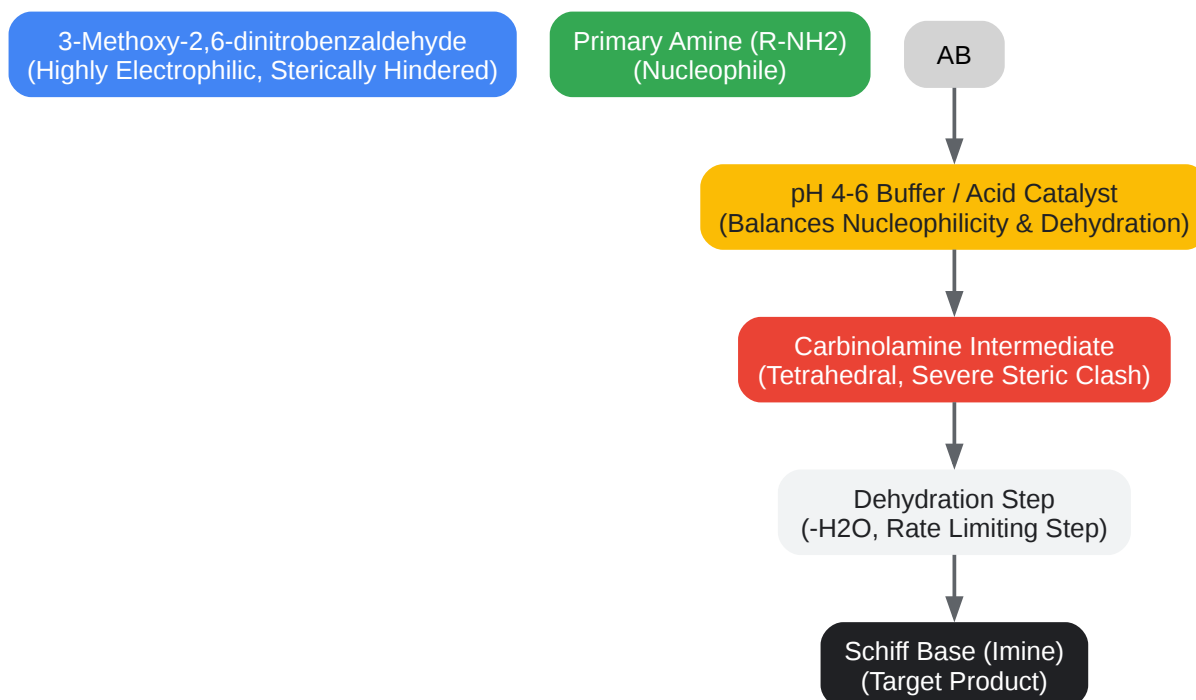 3-Methoxy-2,6-dinitrobenzaldehyde
(Highly Electrophilic, Sterically Hindered)
Primary Amine (R-NH2)
(Nucleophile)
AB
pH 4-6 Buffer / Acid Catalyst
(Balances Nucleophilicity & Dehydration)
Carbinolamine Intermediate
(Tetrahedral, Severe Steric Clash)
Dehydration Step
(-H2O, Rate Limiting Step)
Schiff Base (Imine)
(Target Product)